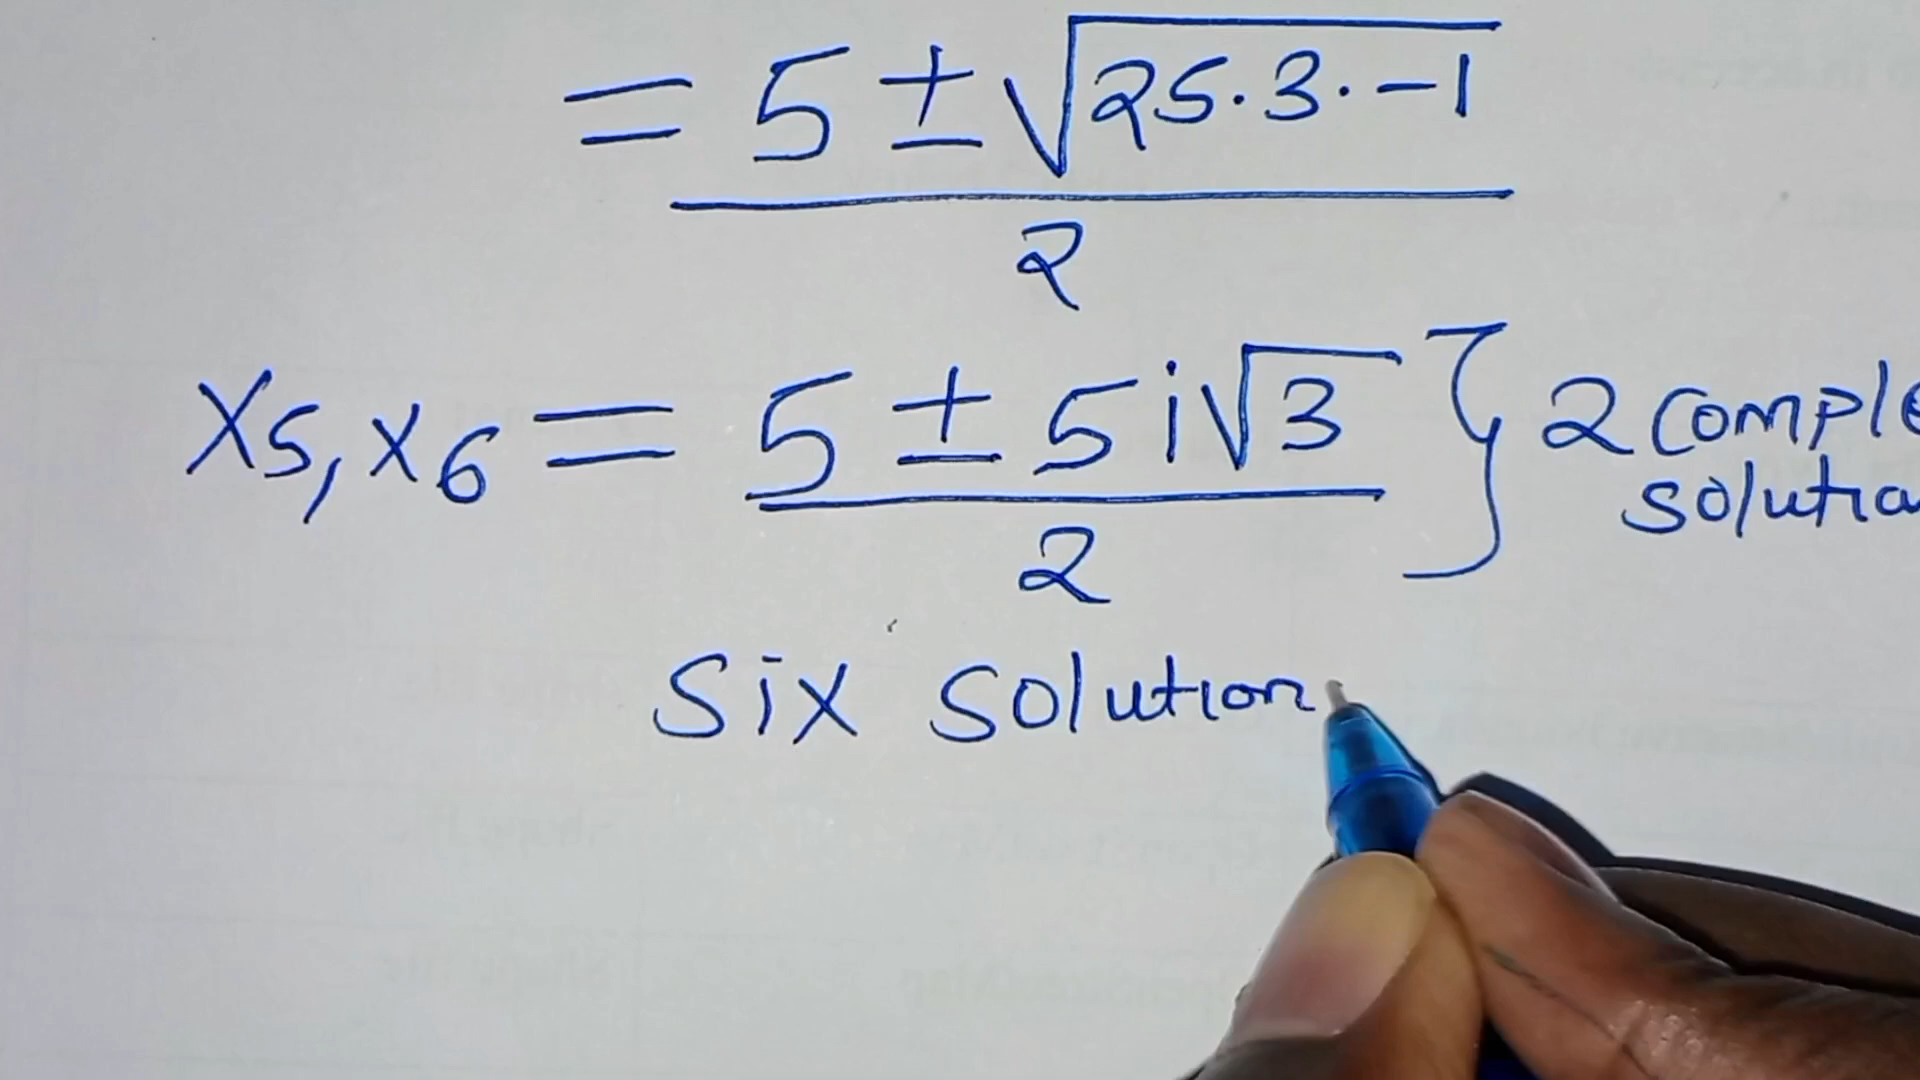 = 5 ± √25·3·-1
2
x5, x6 = 5 ± 5i√3 } 2 comple
2 solutio
six solution